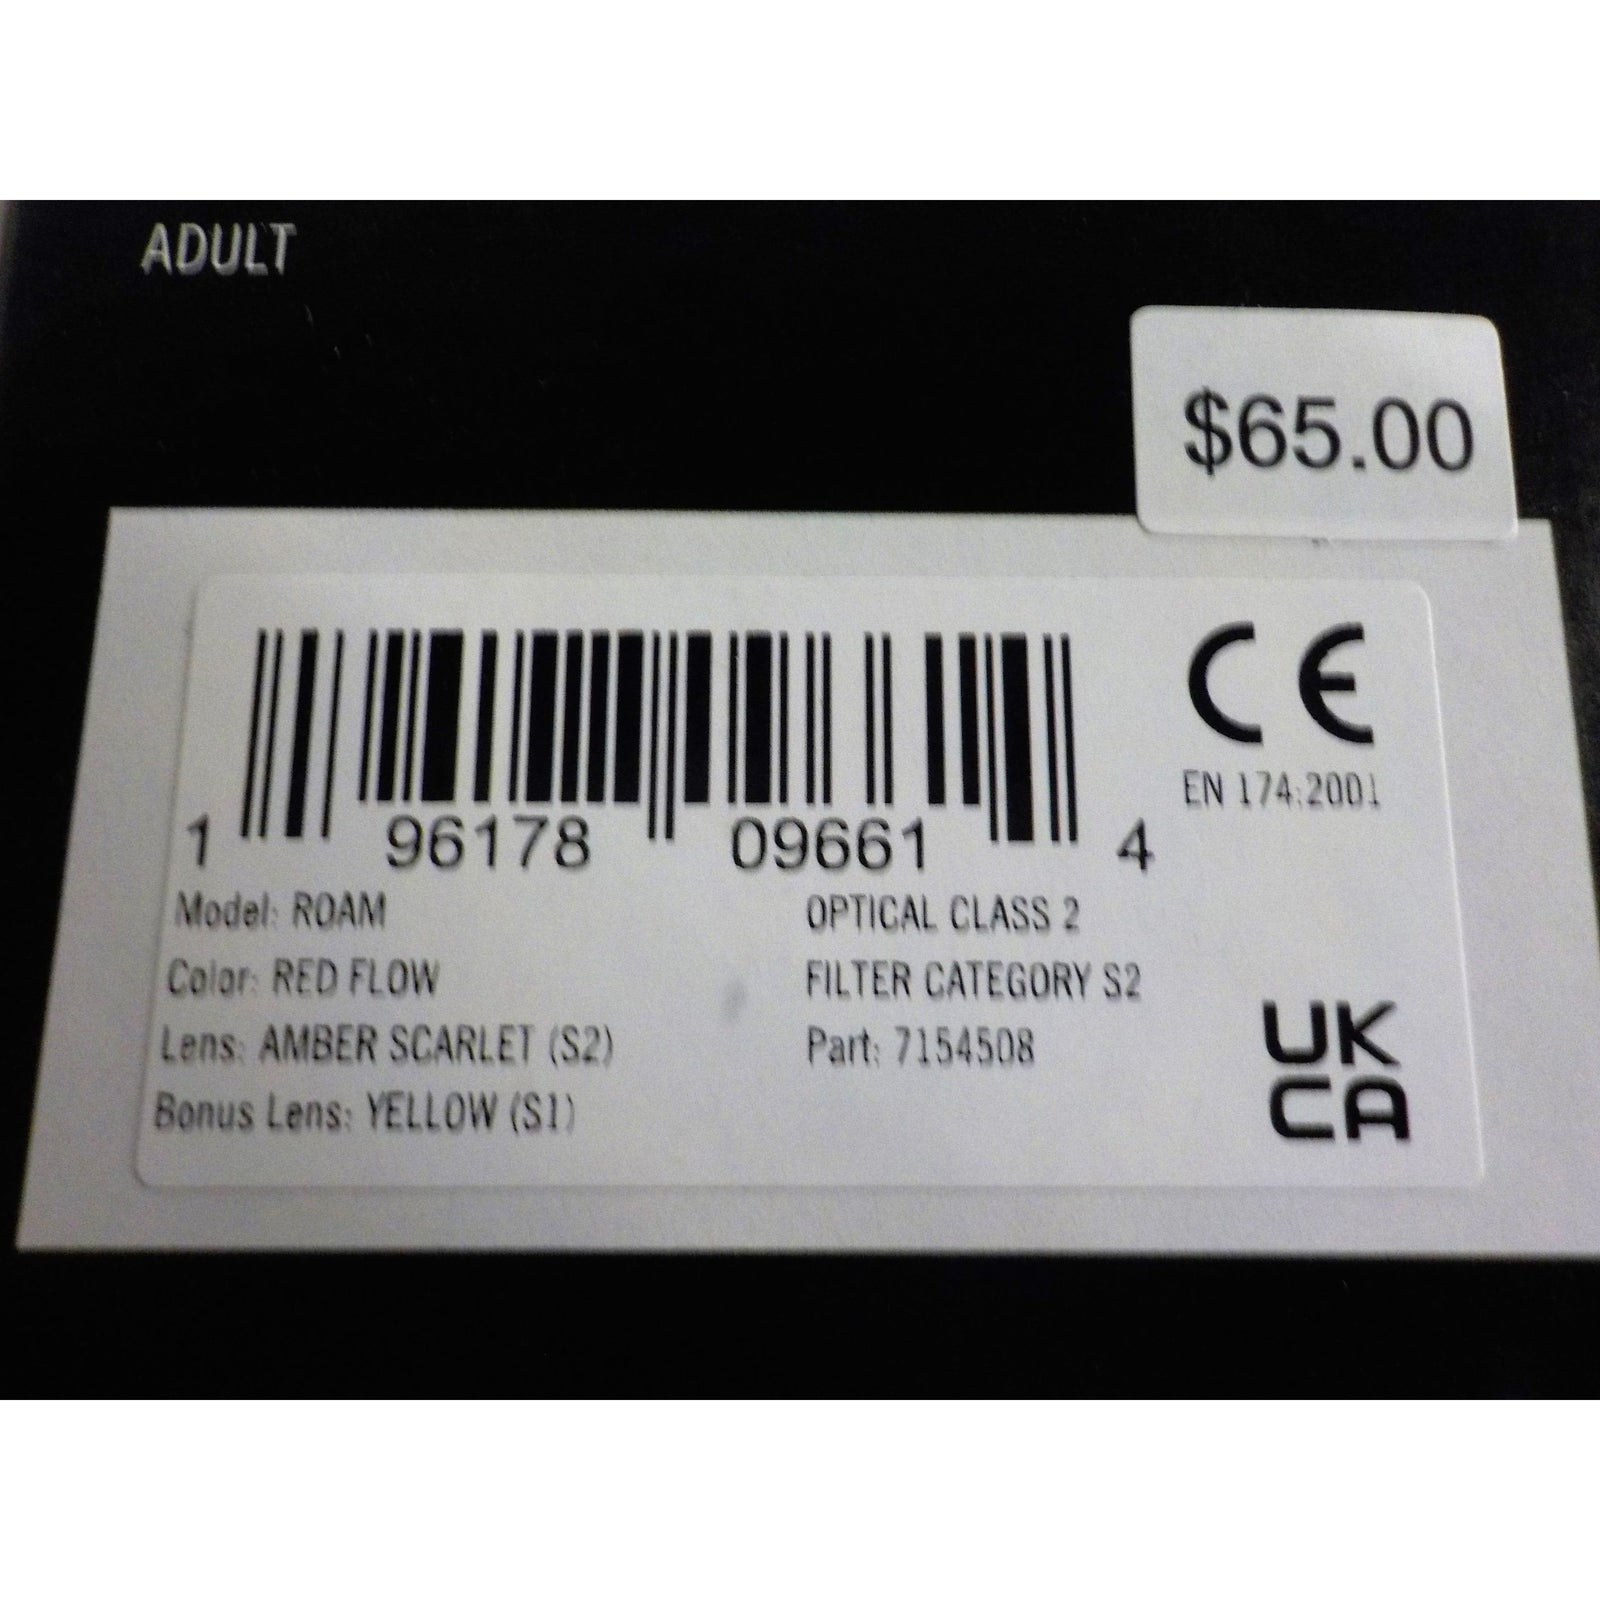 ADULT
$65.00
CE
EN 174:2001
1 96178 09661 4
Model: ROAM
Color: RED FLOW
Lens: AMBER SCARLET (S2)
Bonus Lens: YELLOW (S1)
OPTICAL CLASS 2
FILTER CATEGORY S2
Part: 7154508
UK
CA